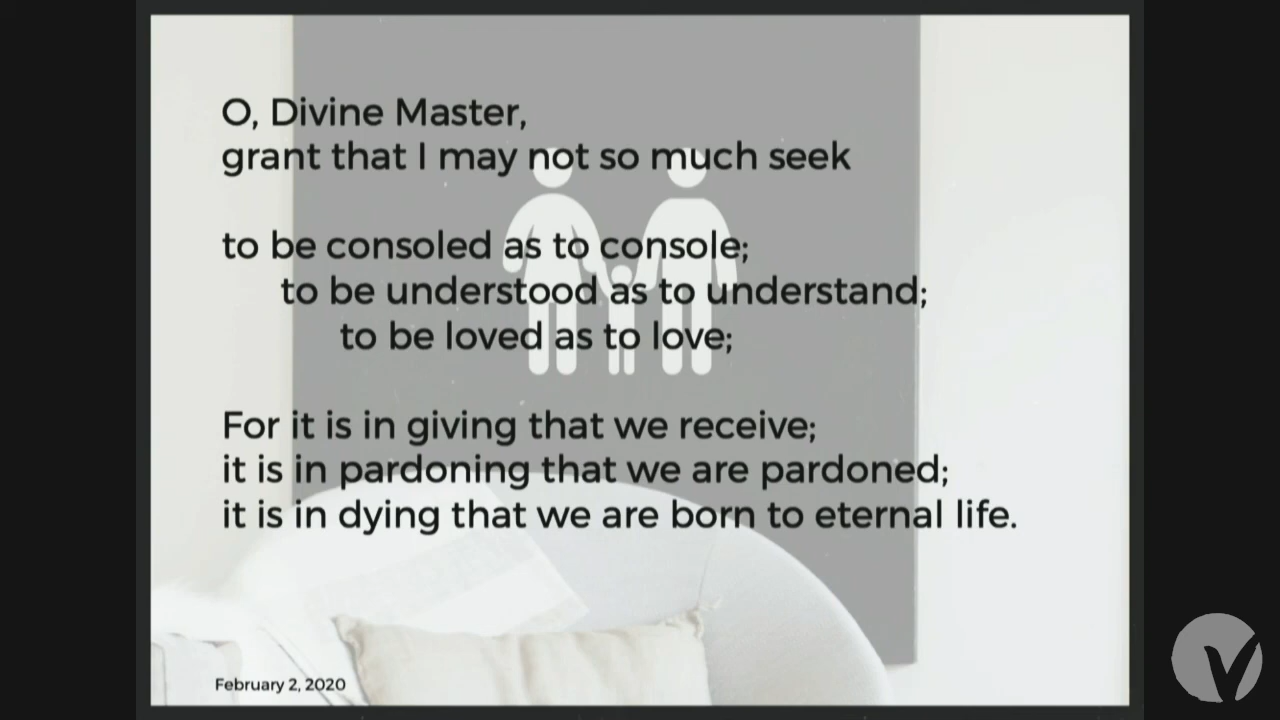 O, Divine Master,
grant that I may not so much seek
to be consoled as to console;
to be understood as to understand;
to be loved as to love;
For it is in giving that we receive;
it is in pardoning that we are pardoned;
it is in dying that we are born to eternal life.
February 2, 2020